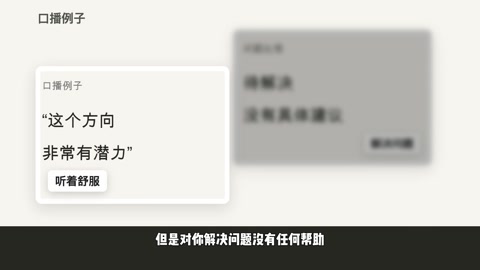 口播例子
口播例子
“这个方向
非常有潜力”
听着舒服
待解决
没有具体建议
解决问题
但是对你解决问题没有任何帮助